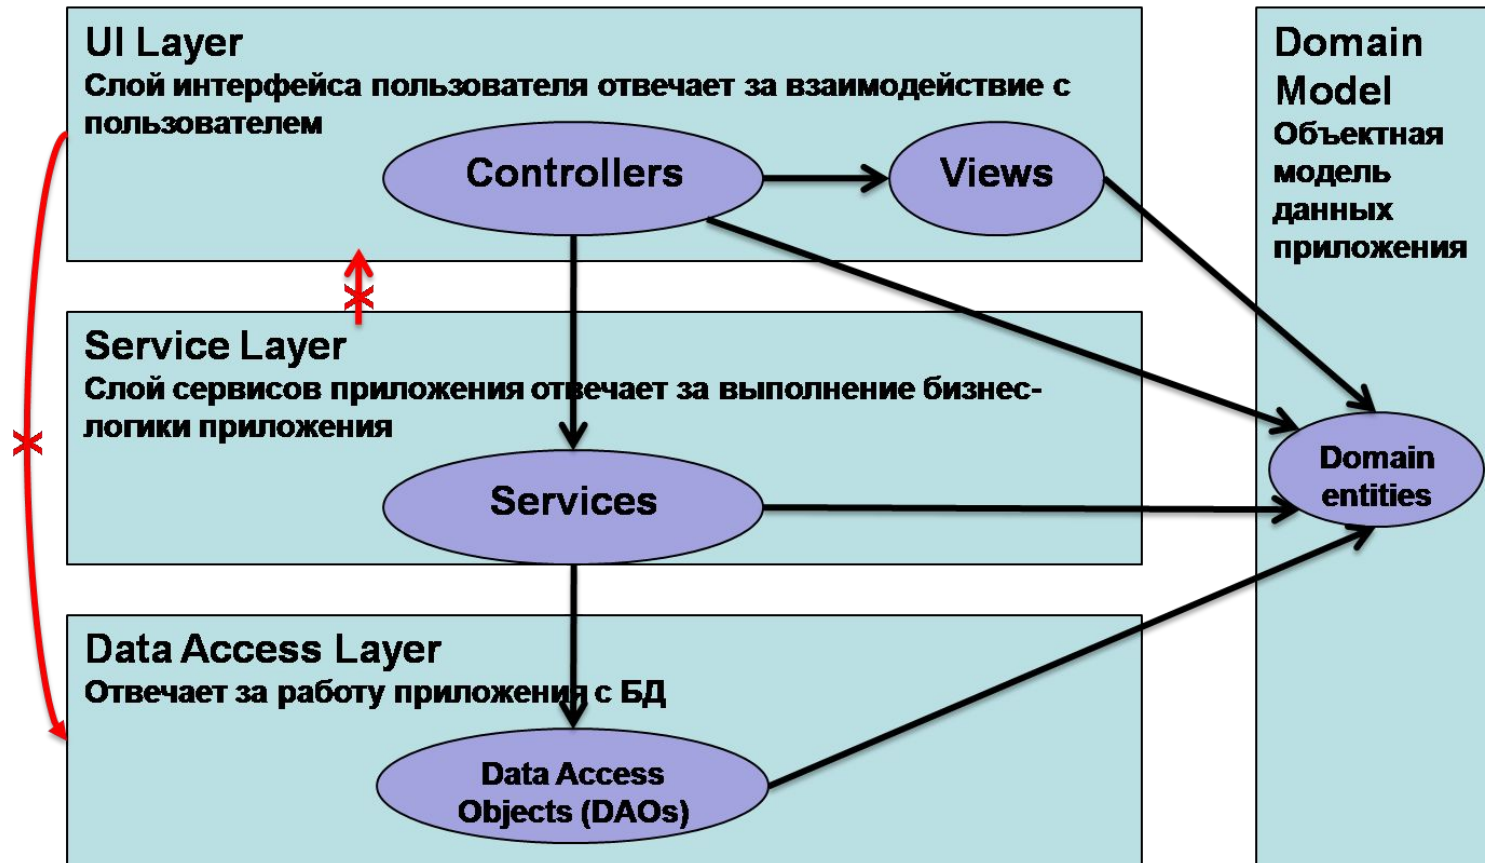 UI Layer
Слой интерфейса пользователя отвечает за взаимодействие с
пользователем
Controllers
Views
Service Layer
Слой сервисов приложения отвечает за выполнение бизнес-
логики приложения
Services
Data Access Layer
Отвечает за работу приложения с БД
Data Access
Objects (DAOs)
Domain
Model
Объектная
модель
данных
приложения
Domain
entities